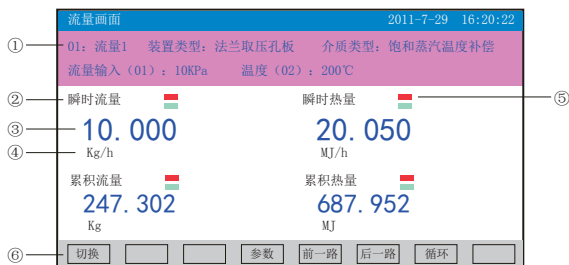 流量画面 2011-7-29 16:20:22
① 01: 流量1 装置类型: 法兰取压孔板 介质类型: 饱和蒸汽温度补偿
流量输入（01）: 10KPa 温度（02）: 200℃
② 瞬时流量 瞬时热量 ⑤
③ 10.000 20.050
④ Kg/h MJ/h
累积流量 累积热量
247.302 687.952
Kg MJ
⑥ 切换 参数 前一路 后一路 循环